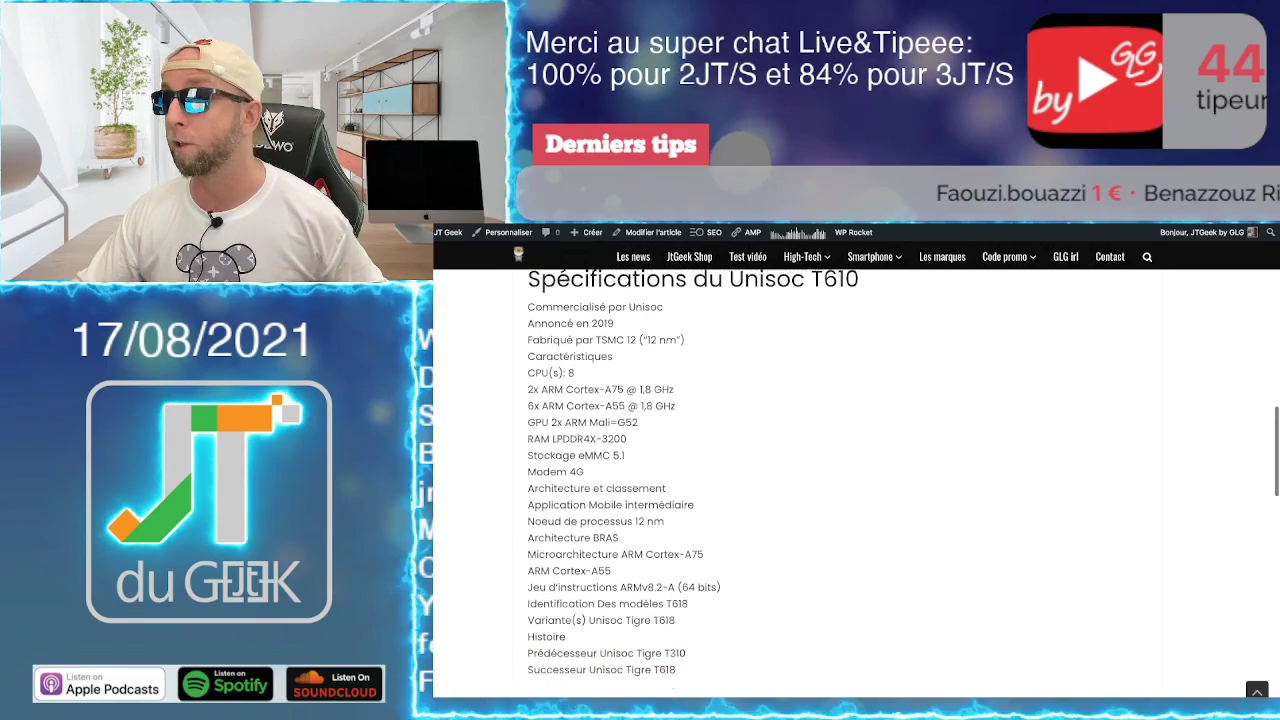 Merci au super chat Live&Tipeee:
100% pour 2JT/S et 84% pour 3JT/S
by GLG
44
tipeur
Derniers tips
Faouzi.bouazzi 1 € · Benazzouz Ri
JT Geek Personnaliser 0 Créer Modifier l'article SEO AMP WP Rocket Bonjour, JTGeek by GLG
Les news JtGeek Shop Test vidéo High-Tech Smartphone Les marques Code promo GLG irl Contact
Spécifications du Unisoc T610
Commercialisé par Unisoc
Annoncé en 2019
Fabriqué par TSMC 12 (“12 nm”)
Caractéristiques
CPU(s): 8
2x ARM Cortex-A75 @ 1,8 GHz
6x ARM Cortex-A55 @ 1,8 GHz
GPU 2x ARM Mali=G52
RAM LPDDR4X-3200
Stockage eMMC 5.1
Modem 4G
Architecture et classement
Application Mobile intermédiaire
Noeud de processus 12 nm
Architecture BRAS
Microarchitecture ARM Cortex-A75
ARM Cortex-A55
Jeu d’instructions ARMv8.2-A (64 bits)
Identification Des modèles T618
Variante(s) Unisoc Tigre T618
Histoire
Prédécesseur Unisoc Tigre T310
Successeur Unisoc Tigre T618
17/08/2021
JT
du GEEK
Listen on Apple Podcasts
Listen on Spotify
Listen On SOUNDCLOUD